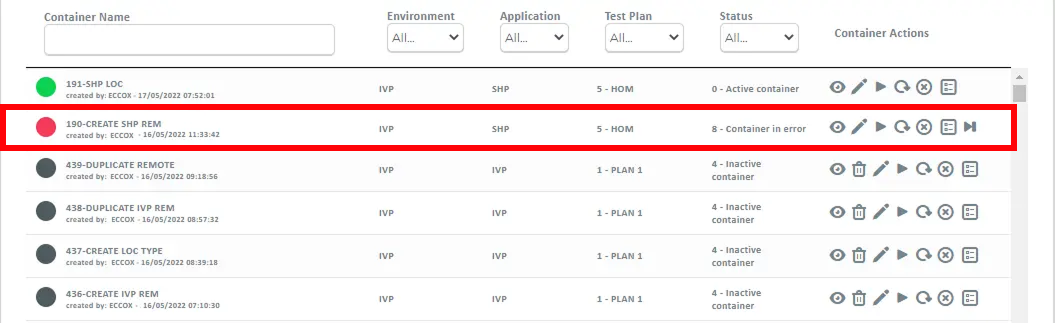 Container Name Environment Application Test Plan Status Container Actions
All... All... All... All...
191-SHP LOC
created by: ECCOX - 17/05/2022 07:52:01
IVP SHP 5 - HOM 0 - Active container
190-CREATE SHP REM
created by: ECCOX - 16/05/2022 11:33:42
IVP SHP 5 - HOM 8 - Container in error
439-DUPLICATE REMOTE
created by: ECCOX - 16/05/2022 09:18:56
IVP IVP 1 - PLAN 1 4 - Inactive
container
438-DUPLICATE IVP REM
created by: ECCOX - 16/05/2022 08:57:32
IVP IVP 1 - PLAN 1 4 - Inactive
container
437-CREATE LOC TYPE
created by: ECCOX - 16/05/2022 08:39:18
IVP IVP 1 - PLAN 1 4 - Inactive
container
436-CREATE IVP REM
created by: ECCOX - 16/05/2022 07:10:30
IVP IVP 1 - PLAN 1 4 - Inactive
container